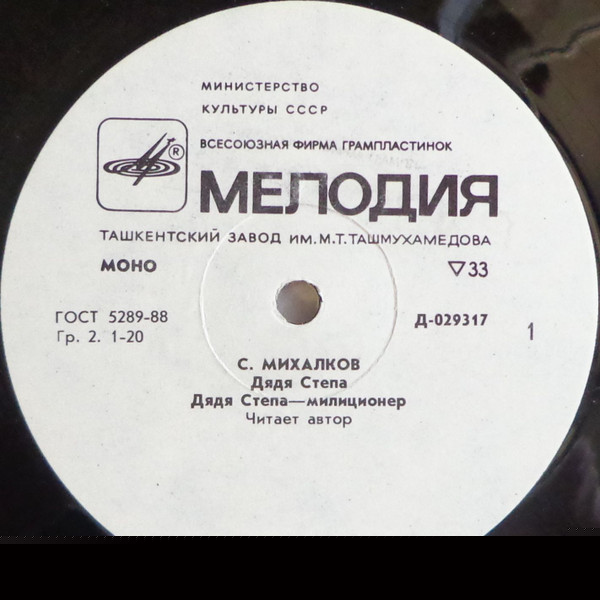 МИНИСТЕРСТВО
КУЛЬТУРЫ СССР
®
ВСЕСОЮЗНАЯ ФИРМА ГРАМПЛАСТИНОК
МЕЛОДИЯ
ТАШКЕНТСКИЙ ЗАВОД ИМ.М.Т.ТАШМУХАМЕДОВА
МОНО ▽33
ГОСТ 5289-88 Д-029317
Гр. 2. 1-20 1
С. МИХАЛКОВ
Дядя Степа
Дядя Степа—милиционер
Читает автор